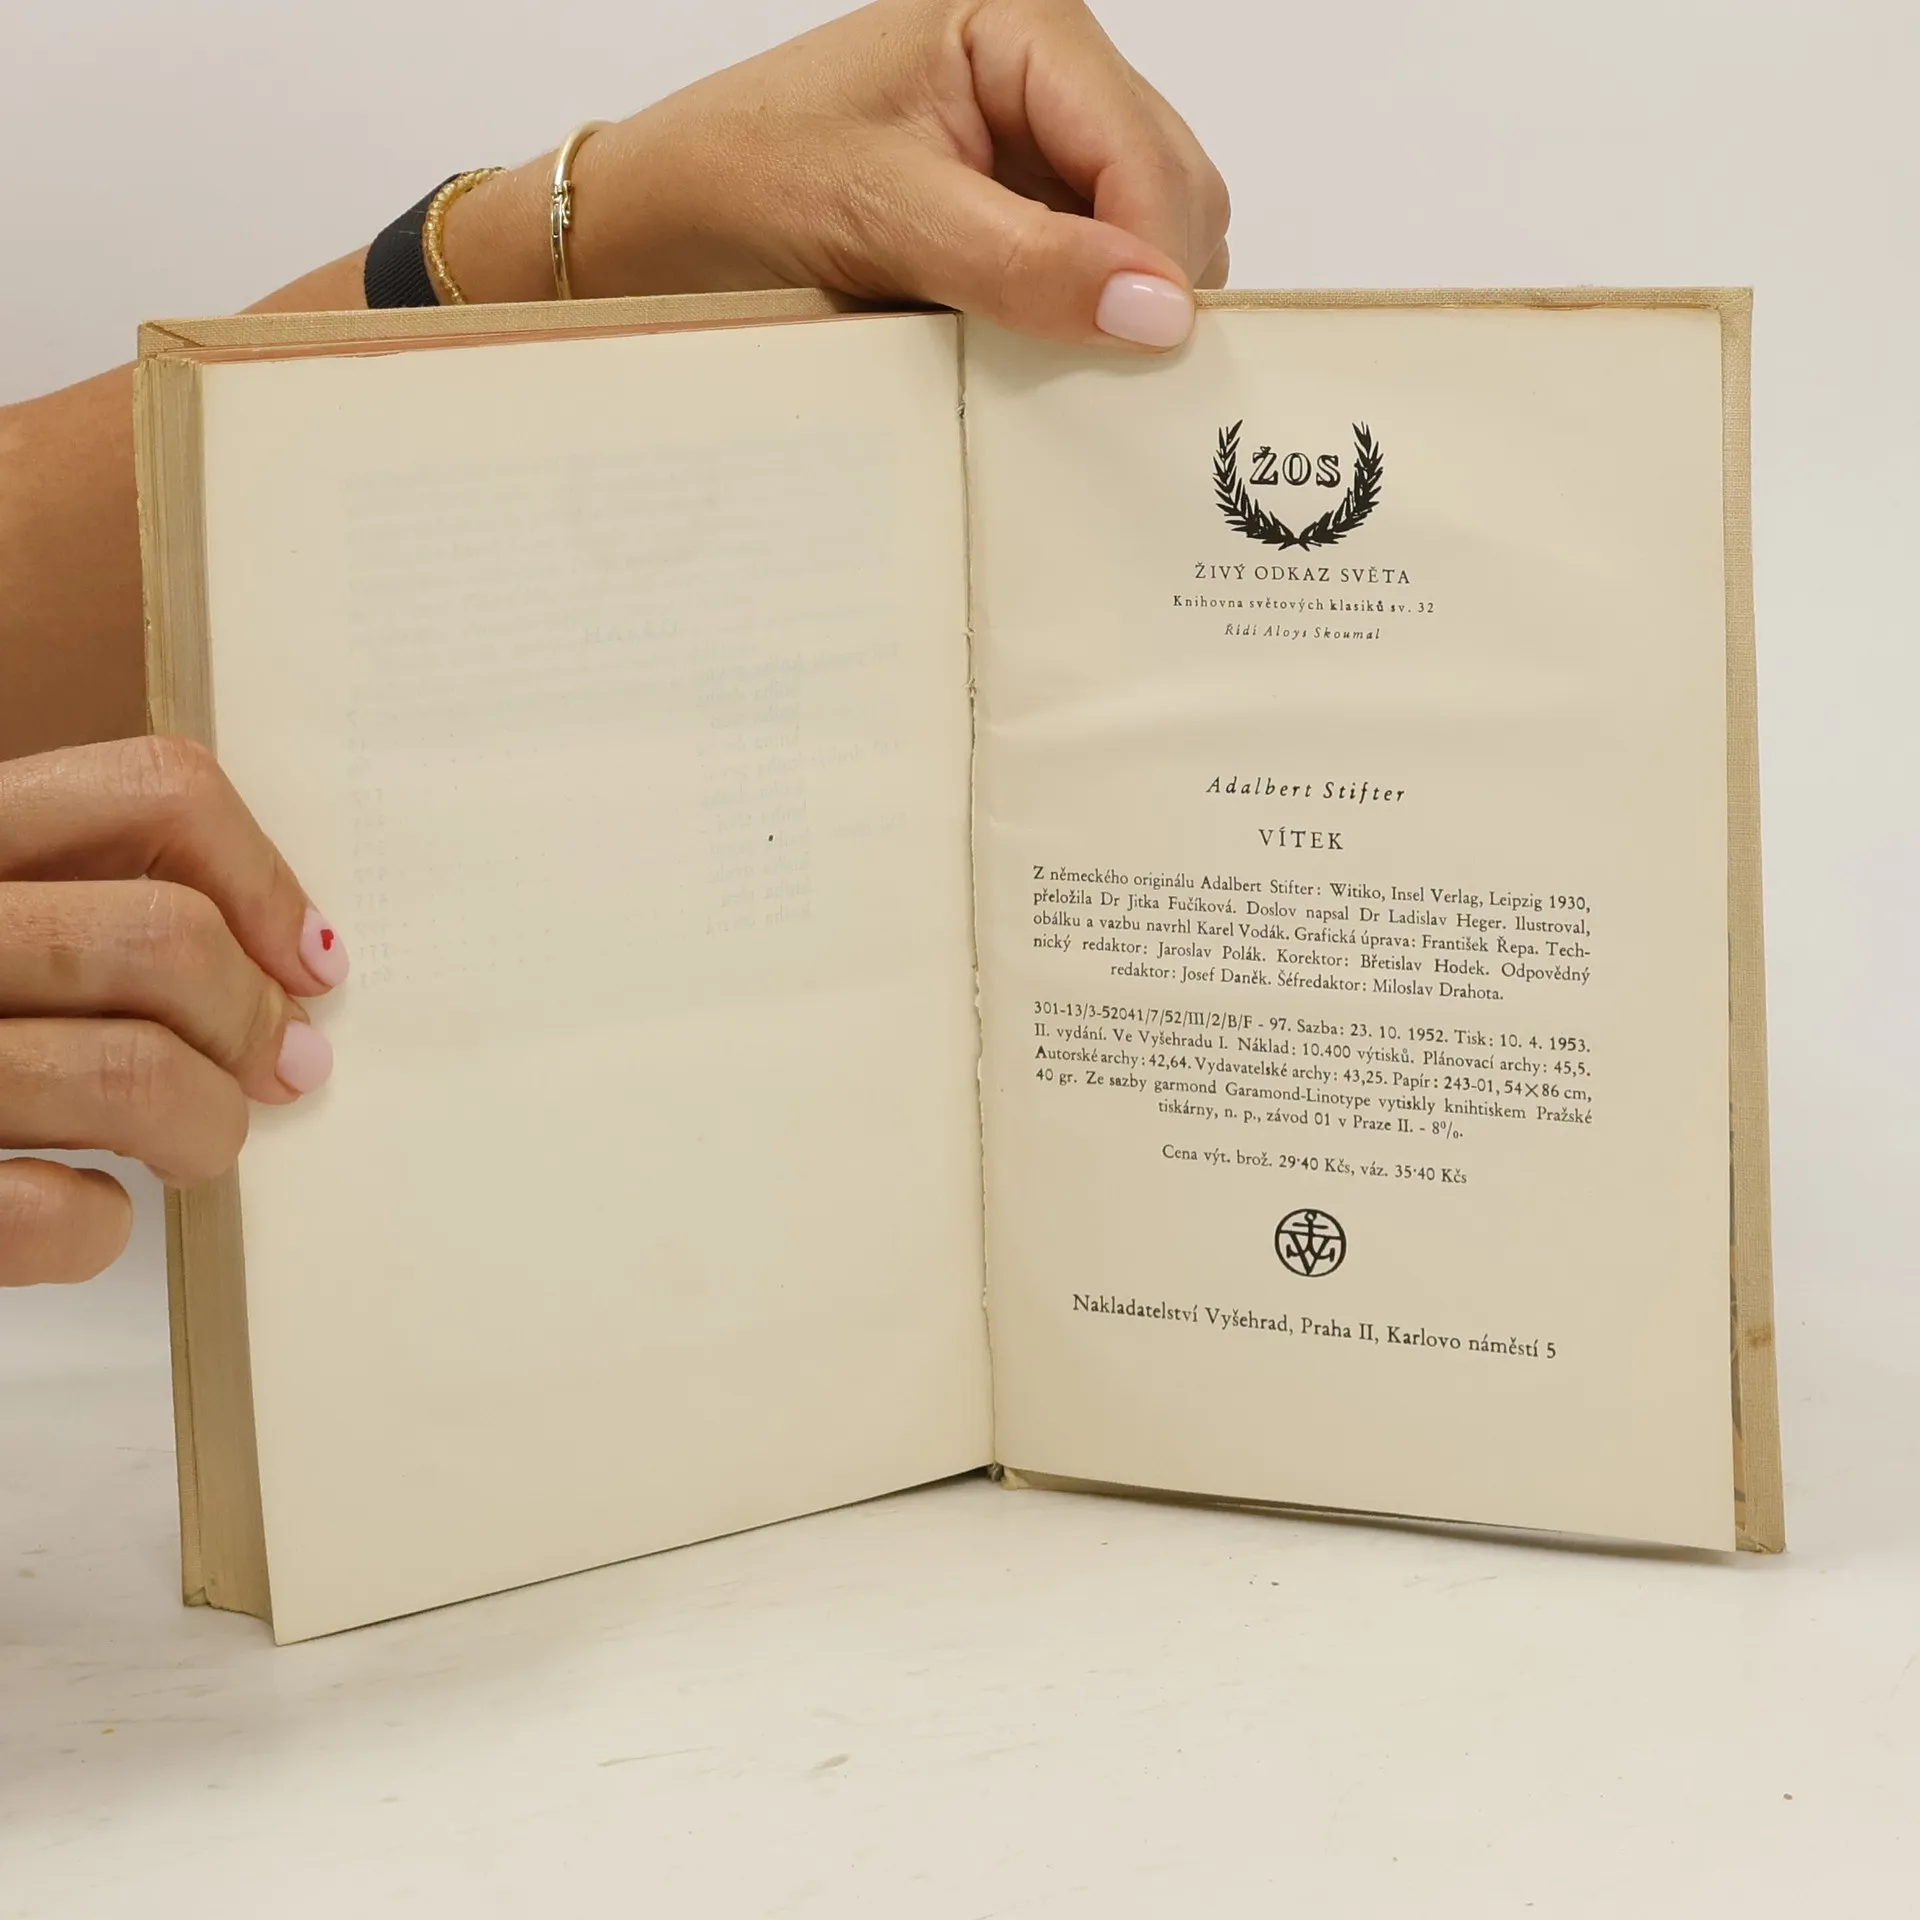 ŽOS
ŽIVÝ ODKAZ SVĚTA
Knihovna světových klasiků sv. 32
Řídí Aloys Skoumal
Adalbert Stifter
VÍTEK
Z německého originálu Adalbert Stifter: Witiko, Insel Verlag, Leipzig 1930,
přeložila Dr Jitka Fučíková. Doslov napsal Dr Ladislav Heger. Ilustroval,
obálku a vazbu navrhl Karel Vodák. Grafická úprava: František Řepa. Tech-
nický redaktor: Jaroslav Polák. Korektor: Břetislav Hodek. Odpovědný
redaktor: Josef Daněk. Šéfredaktor: Miloslav Drahota.
301-13/3-52041/7/52/III/2/B/F - 97. Sazba: 23. 10. 1952. Tisk: 10. 4. 1953.
II. vydání. Ve Vyšehradu I. Náklad: 10.400 výtisků. Plánovací archy: 45,5.
Autorské archy: 42,64. Vydavatelské archy: 43,25. Papír: 243-01, 54×86 cm,
40 gr. Ze sazby garmond Garamond-Linotype vytiskly knihtiskem Pražské
tiskárny, n. p., závod 01 v Praze II. - 8%.
Cena výt. brož. 29·40 Kčs, váz. 35·40 Kčs
Nakladatelství Vyšehrad, Praha II, Karlovo náměstí 5